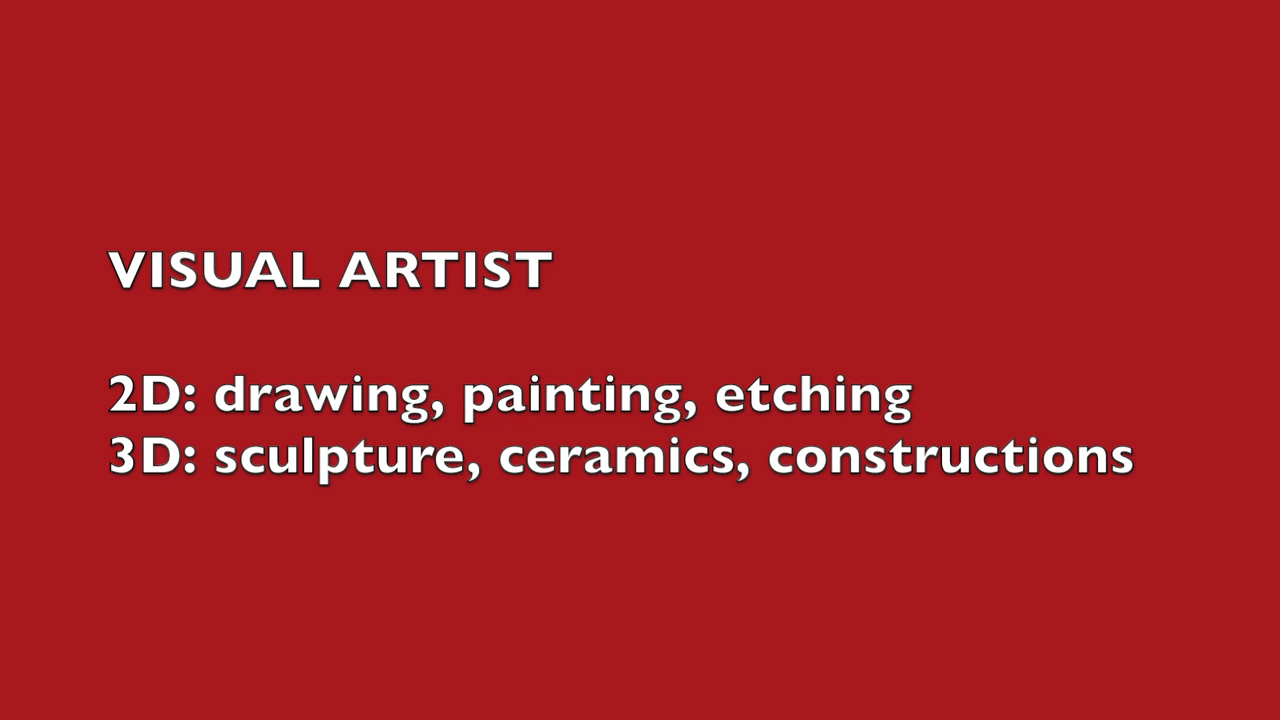 VISUAL ARTIST
2D: drawing, painting, etching
3D: sculpture, ceramics, constructions